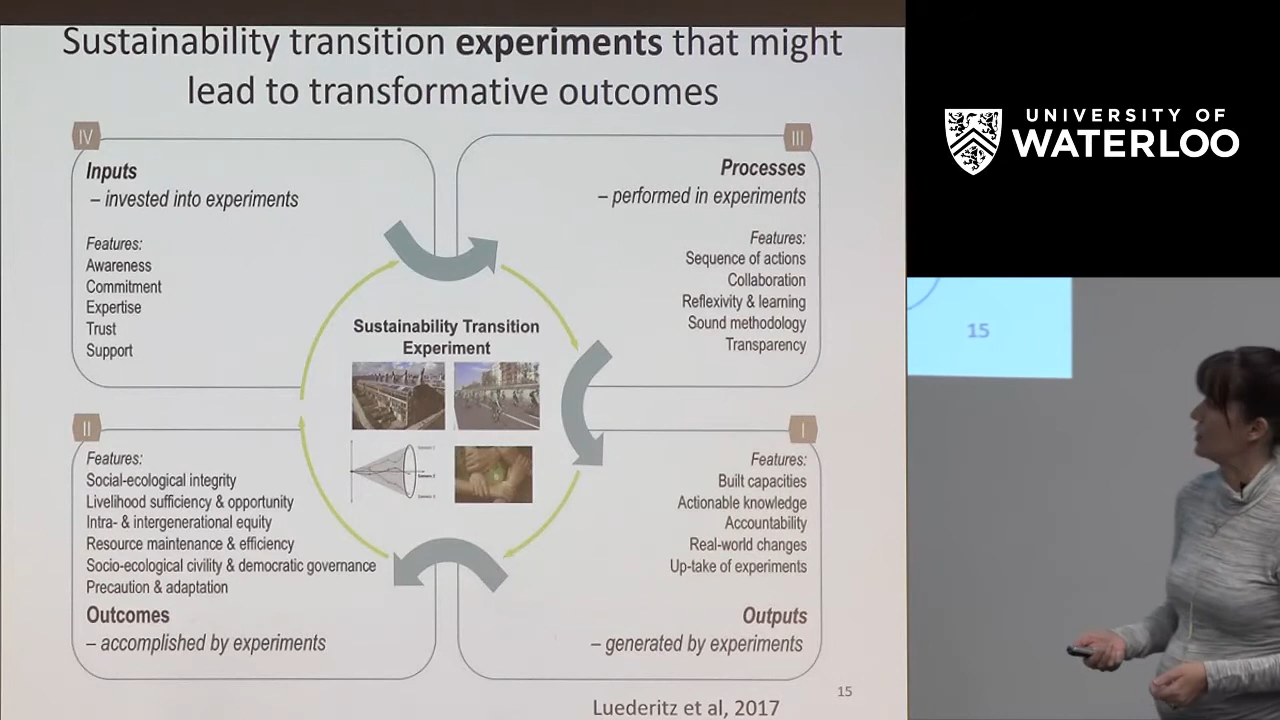 Sustainability transition experiments that might
lead to transformative outcomes
IV
Inputs
– invested into experiments
Features:
Awareness
Commitment
Expertise
Trust
Support
III
Processes
– performed in experiments
Features:
Sequence of actions
Collaboration
Reflexivity & learning
Sound methodology
Transparency
Sustainability Transition
Experiment
II
Features:
Social-ecological integrity
Livelihood sufficiency & opportunity
Intra- & intergenerational equity
Resource maintenance & efficiency
Socio-ecological civility & democratic governance
Precaution & adaptation
Outcomes
– accomplished by experiments
I
Features:
Built capacities
Actionable knowledge
Accountability
Real-world changes
Up-take of experiments
Outputs
– generated by experiments
15
Luederitz et al, 2017
UNIVERSITY OF
WATERLOO
15